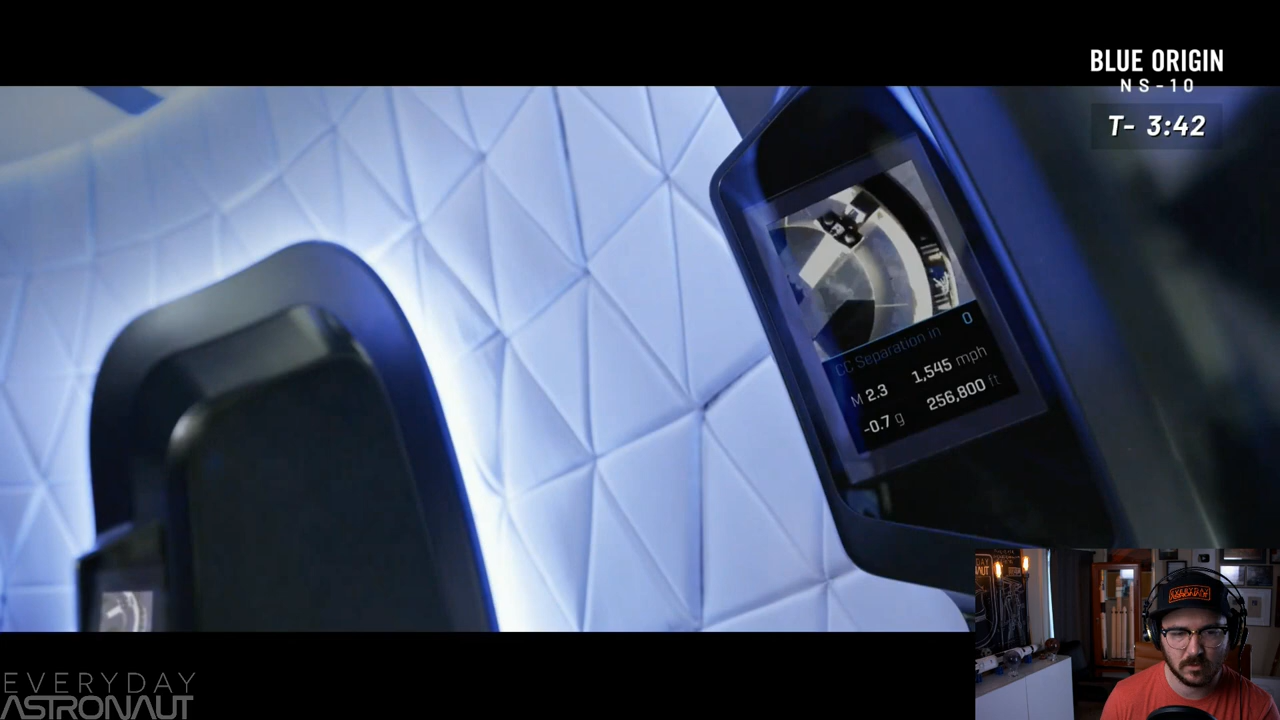 BLUE ORIGIN
NS-10
T- 3:42
CC Separation in 0
M 2.3 1,545 mph
-0.7 g 256,800 ft
EVERYDAY
ASTRONAUT